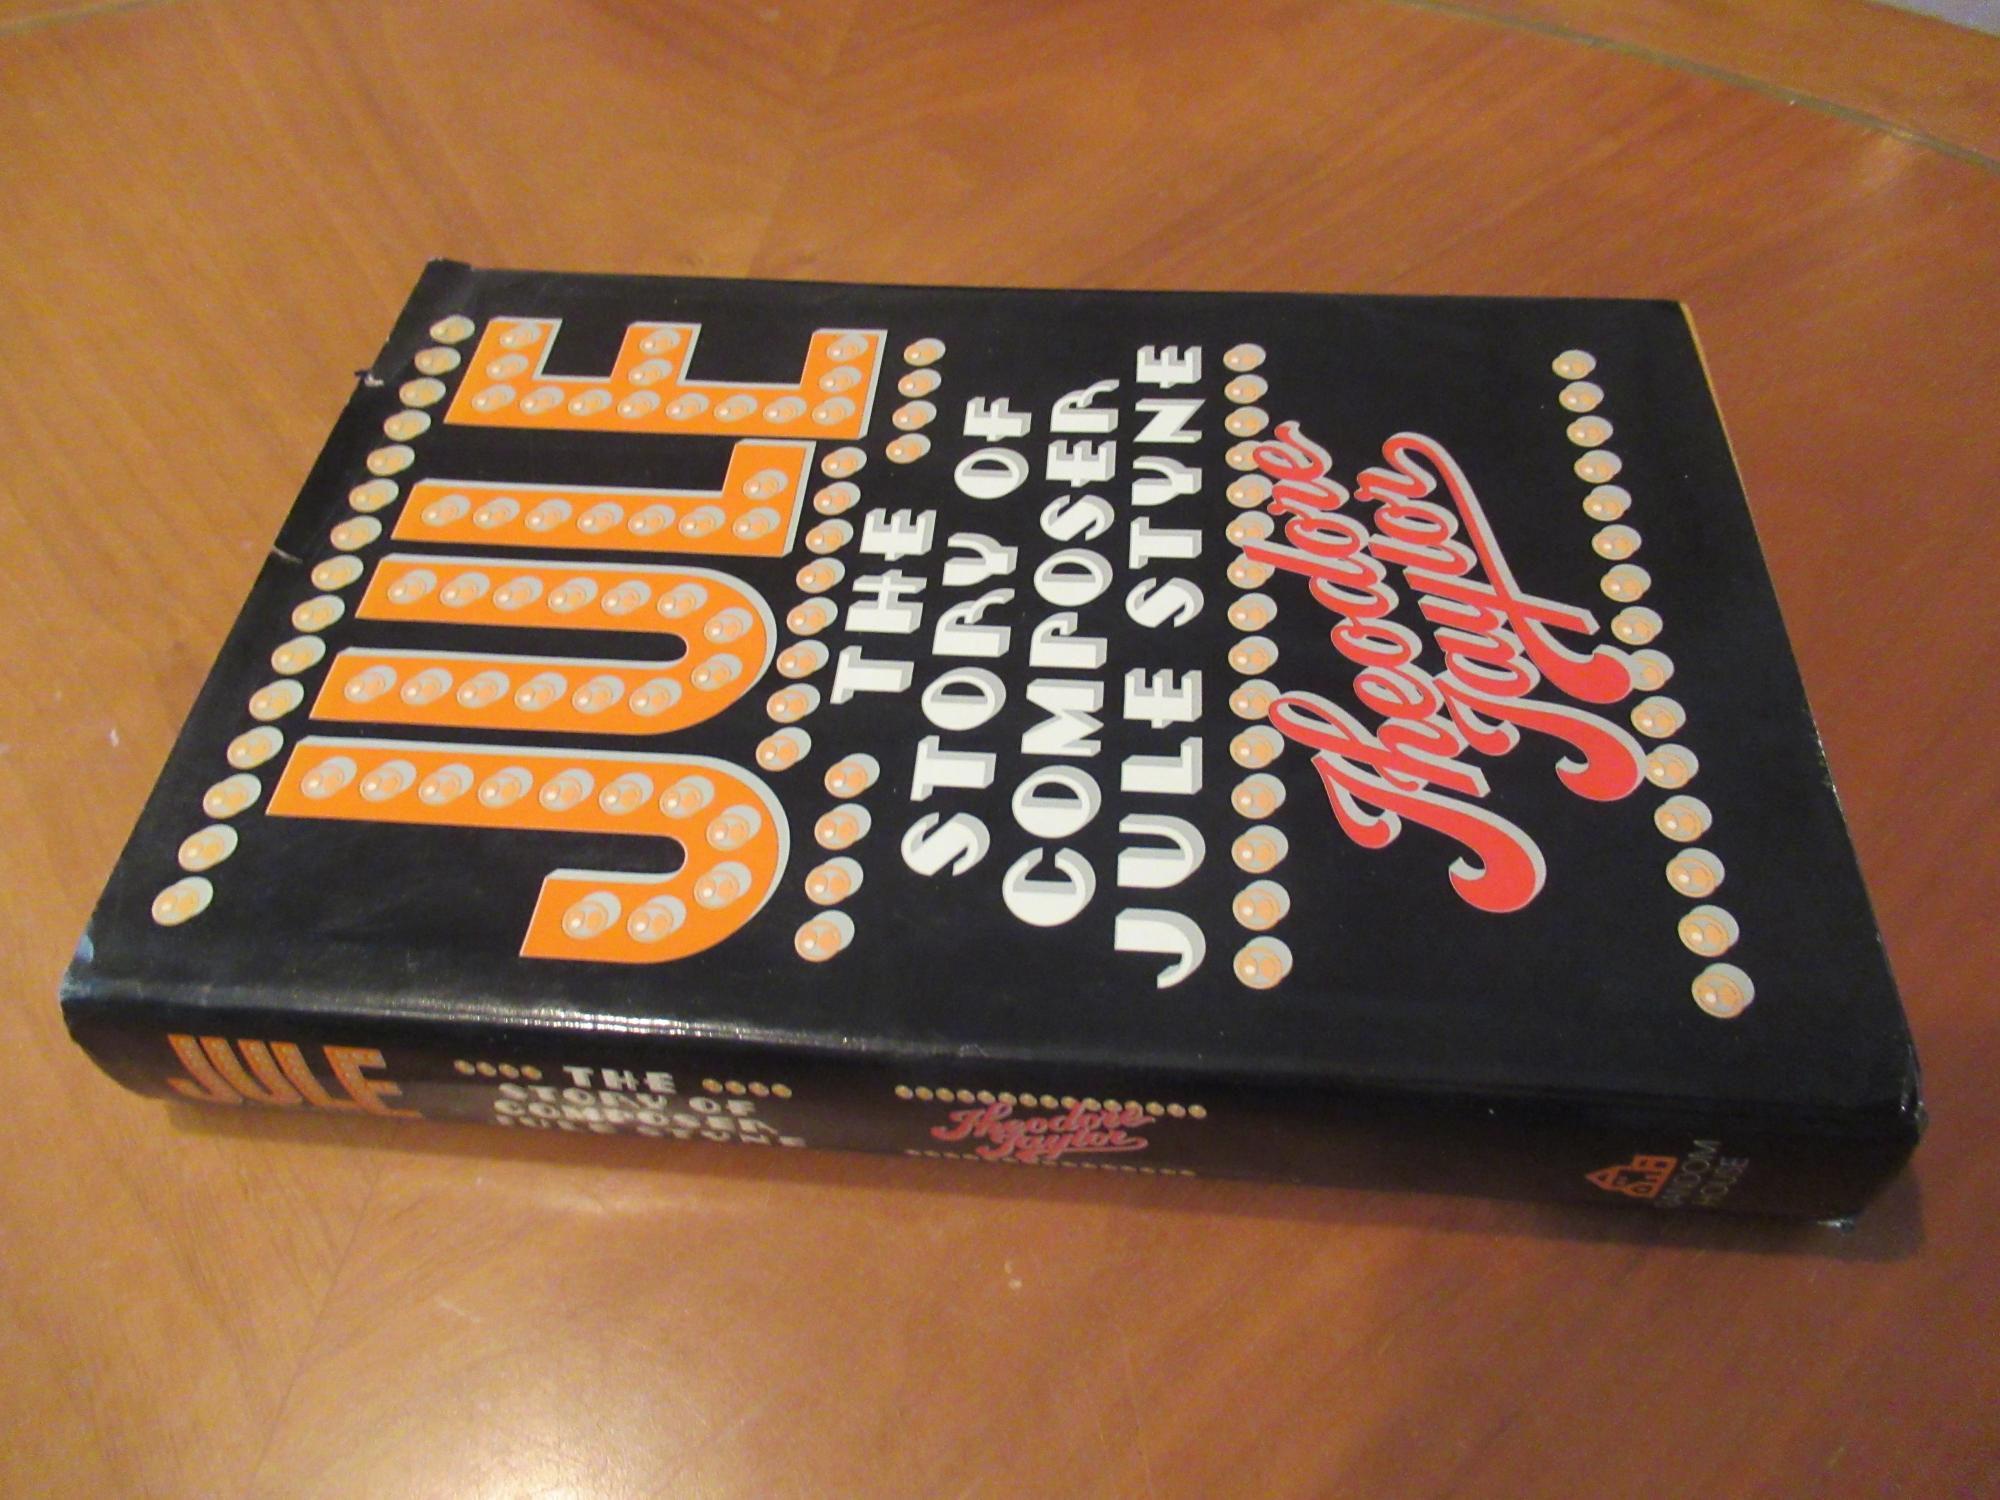 JULE
THE
STORY OF
COMPOSER
JULE STYNE
Theodore
Taylor
JULE
THE
STORY OF
COMPOSER
JULE STYNE
Theodore
Taylor
RANDOM
HOUSE